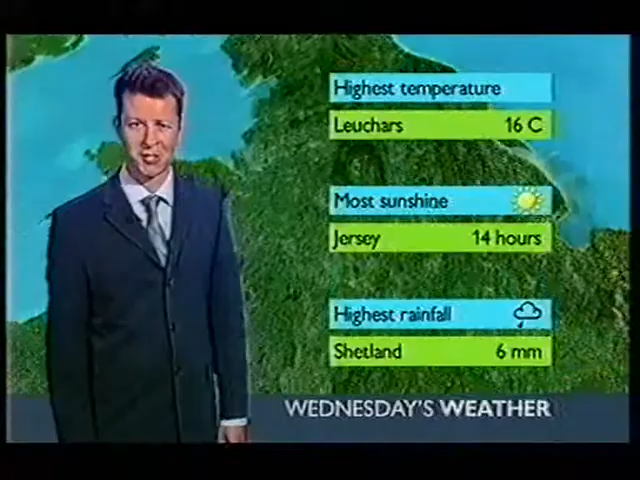 Highest temperature
Leuchars 16 C
Most sunshine
Jersey 14 hours
Highest rainfall
Shetland 6 mm
WEDNESDAY'S WEATHER